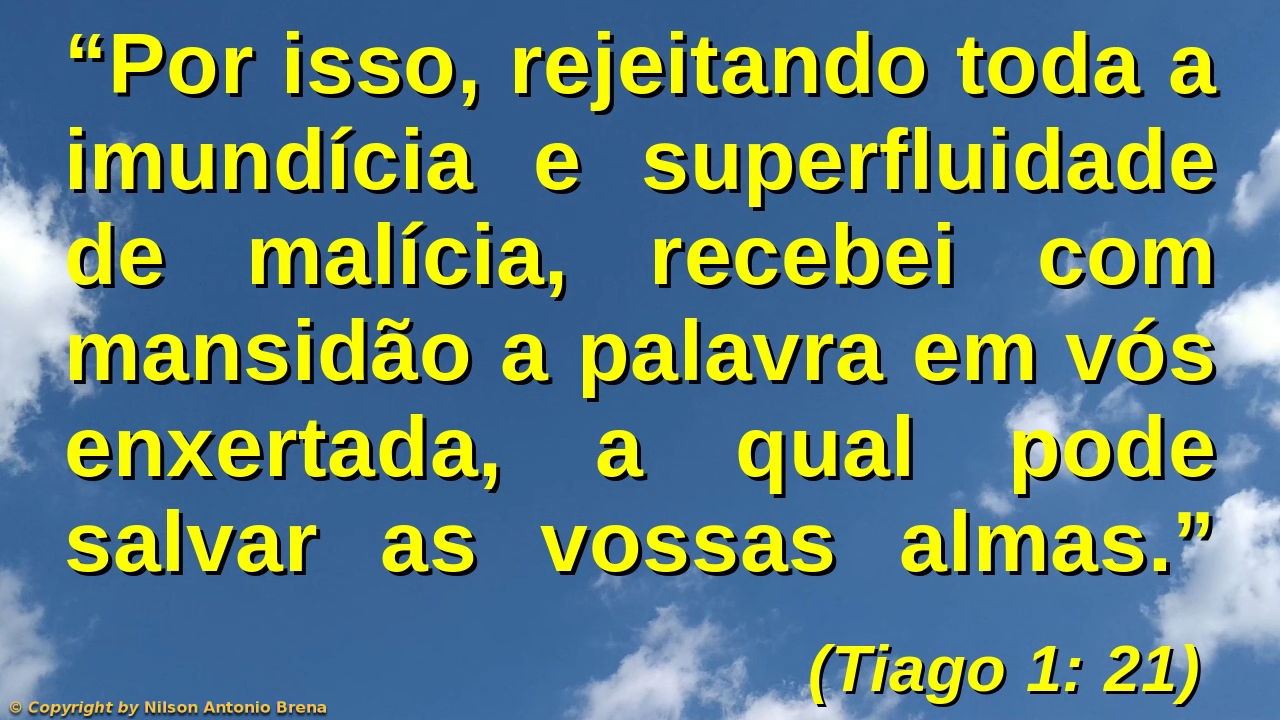 “Por isso, rejeitando toda a
imundícia e superfluidade
de malícia, recebei com
mansidão a palavra em vós
enxertada, a qual pode
salvar as vossas almas.”
(Tiago 1: 21)
© Copyright by Nilson Antonio Brena